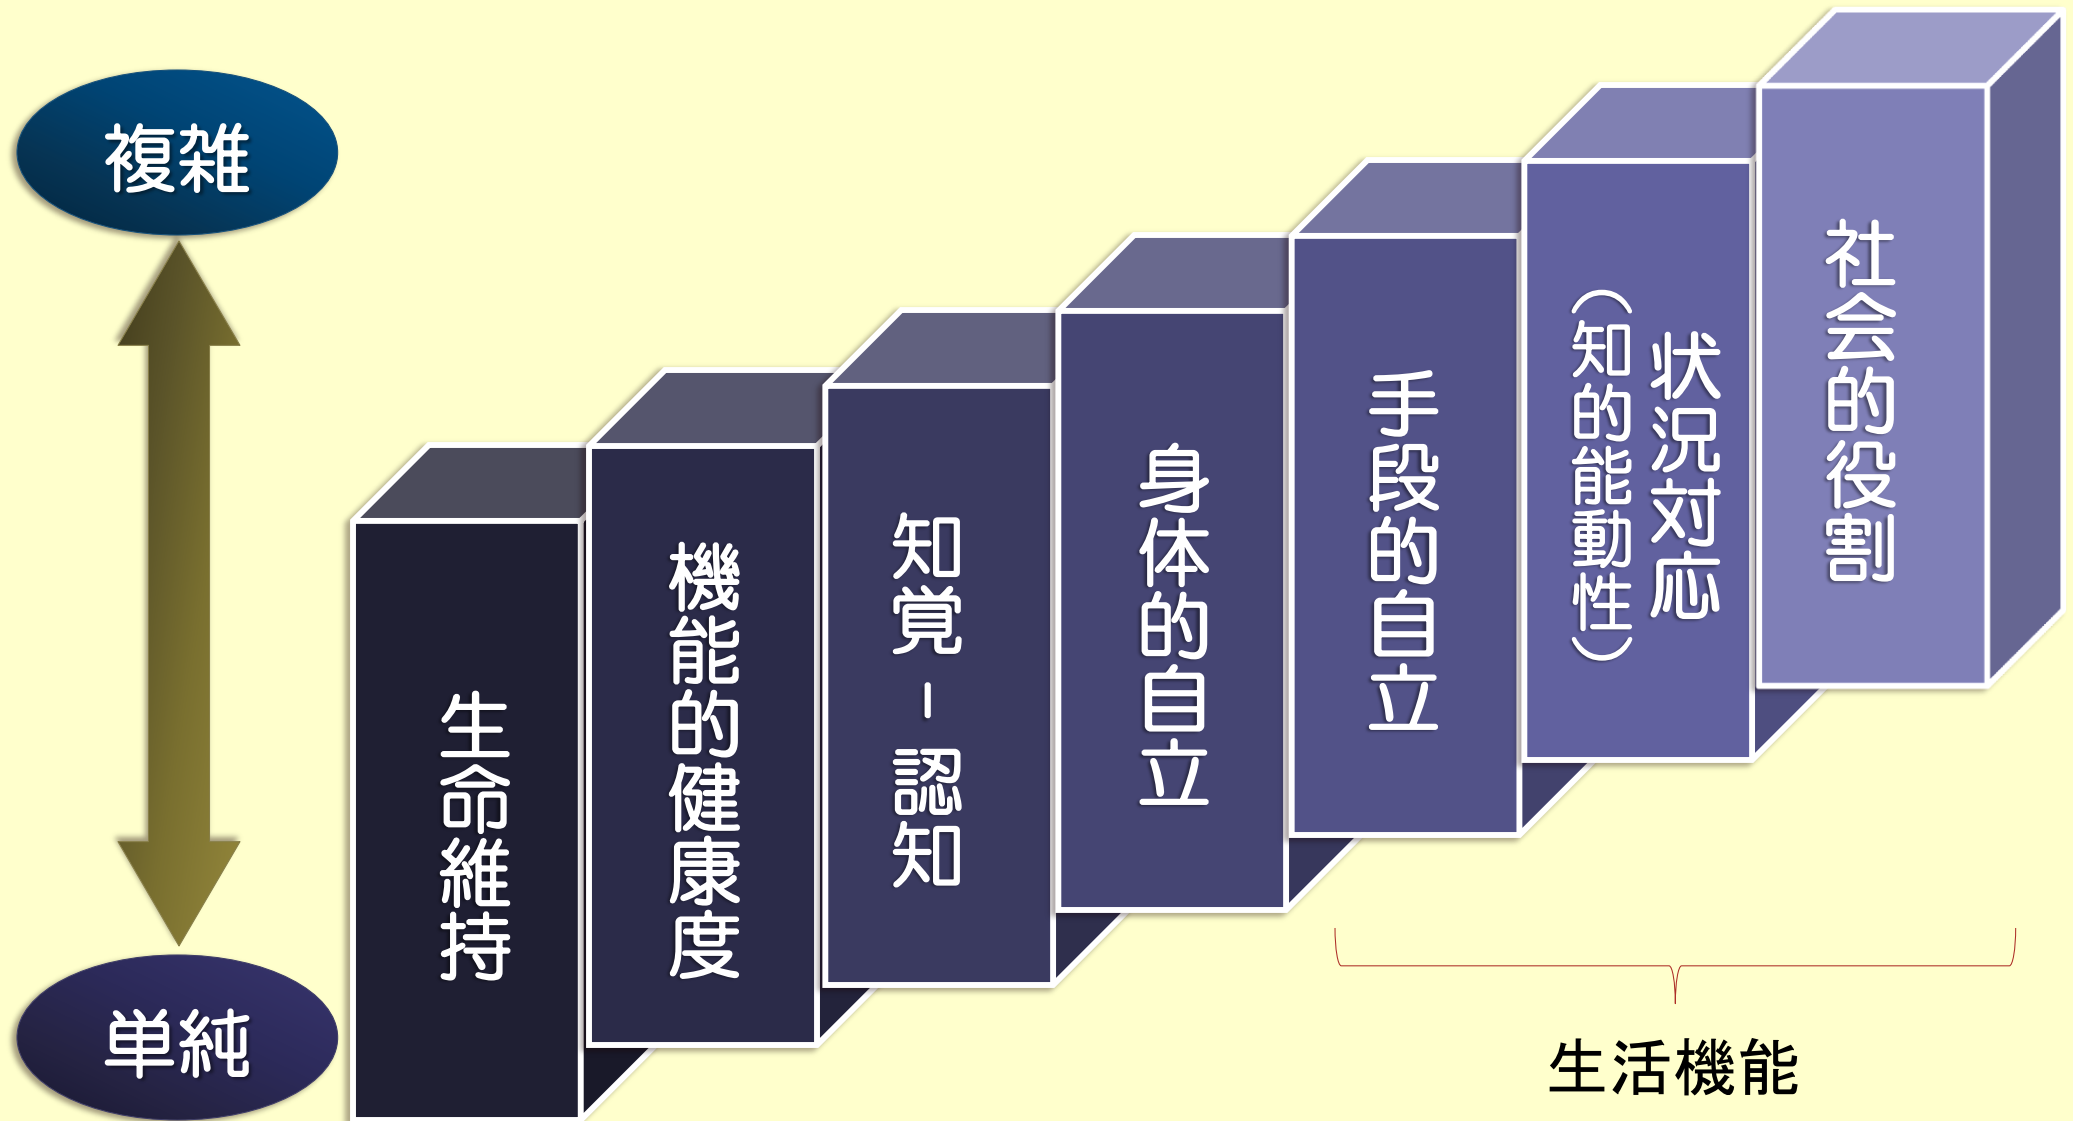 複雑
単純
生命維持
機能的健康度
知覚-認知
身体的自立
手段的自立
状況対応
(知的能動性)
社会的役割
生活機能